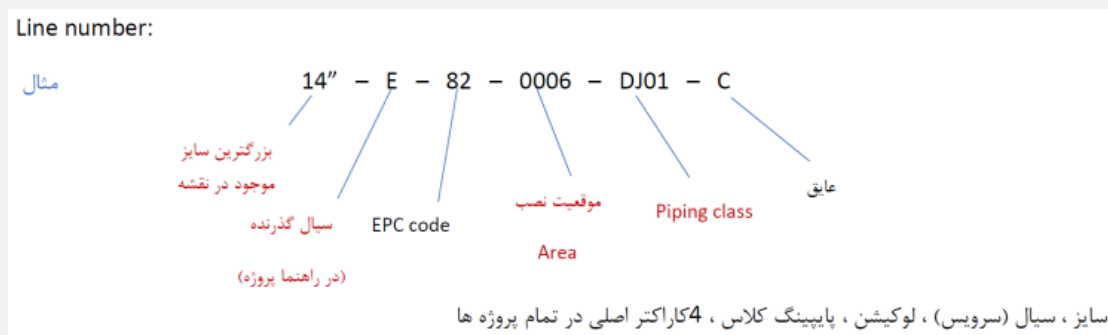 Line number:
مثال
14” – E – 82 – 0006 – DJ01 – C
بزرگترین سایز
موجود در نقشه
سیال گذرنده
(در راهنما پروژه)
EPC code
موقعیت نصب
Area
Piping class
عایق
سایز ، سیال (سرویس) ، لوکیشن ، پایپینگ کلاس ، 4کاراکتر اصلی در تمام پروژه ها